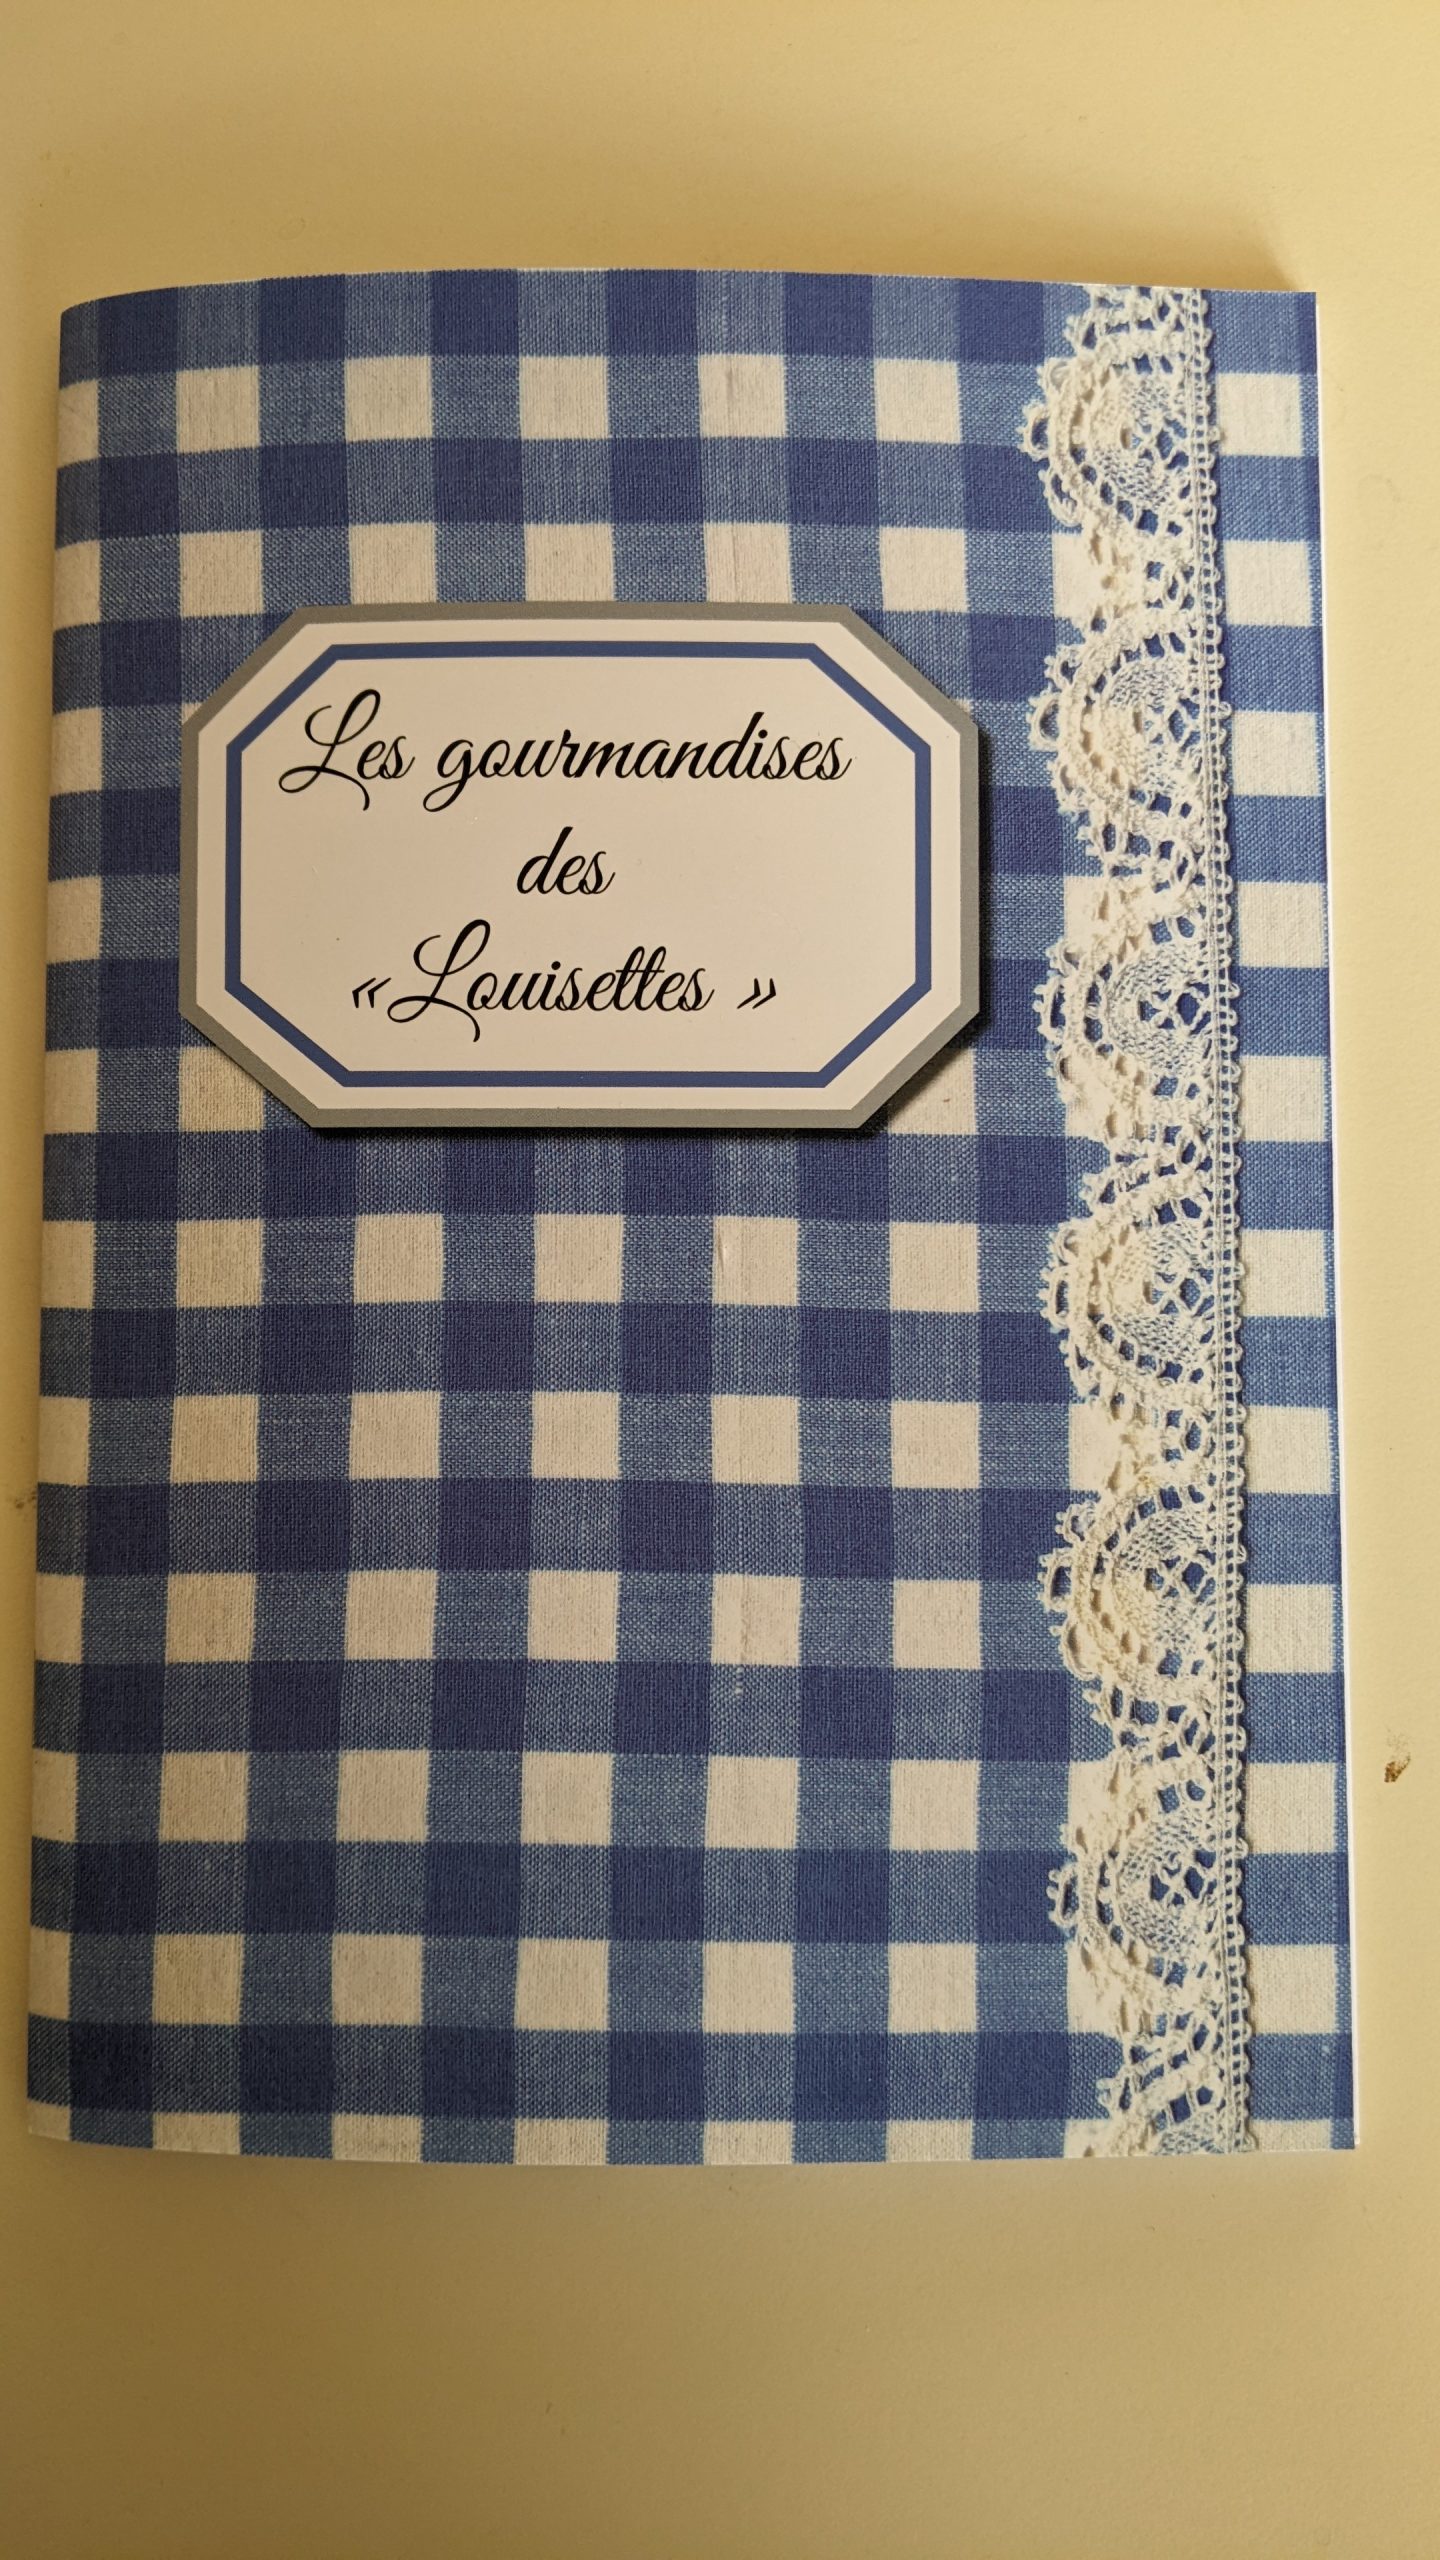 Les gourmandises
des
«Louisettes »